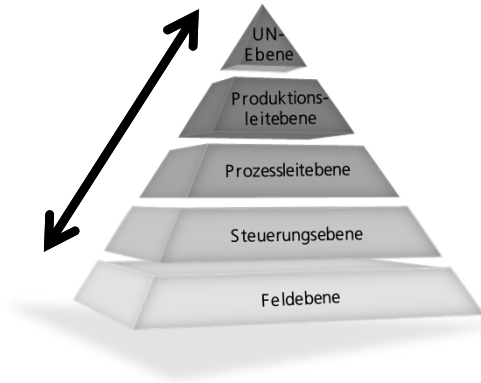 UN-
Ebene
Produktions-
leitebene
Prozessleitebene
Steuerungsebene
Feldebene